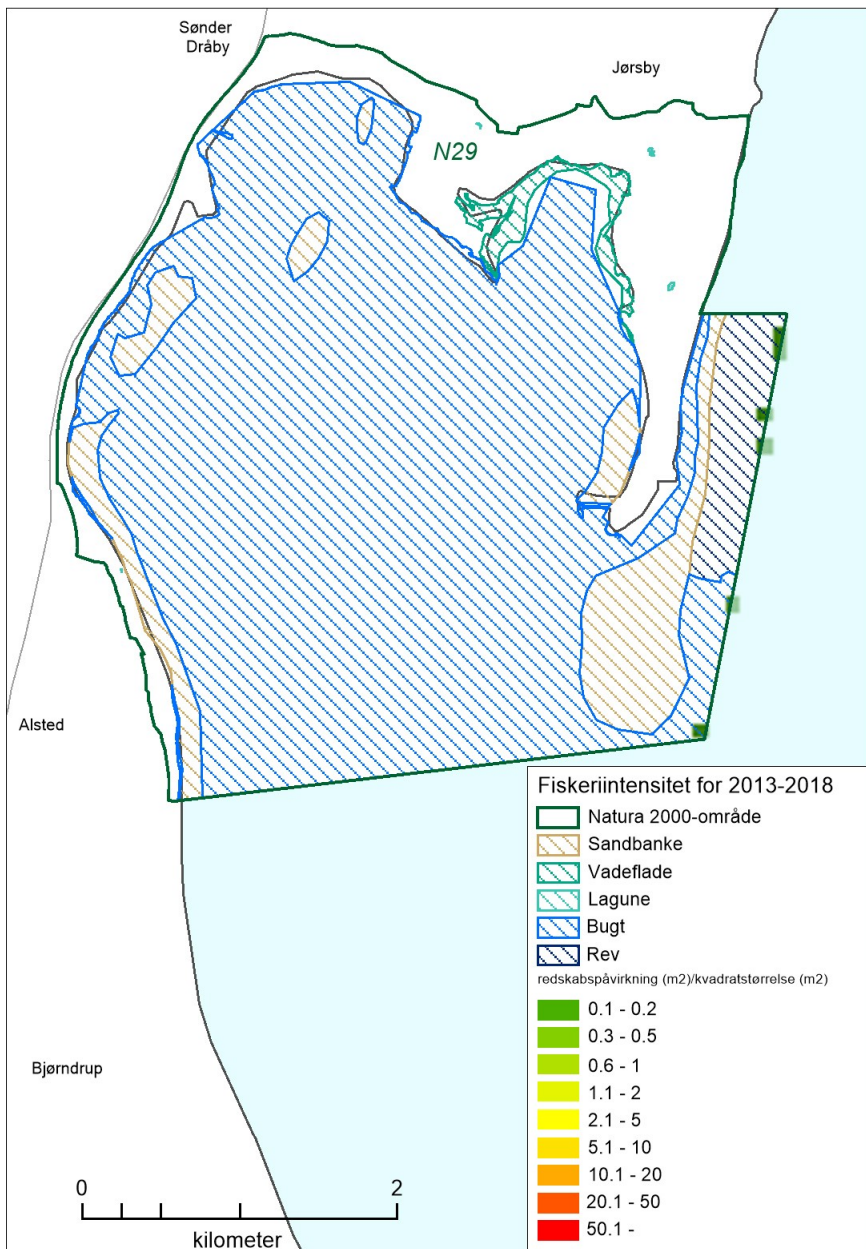 Sønder
Dråby
Jørsby
N29
Alsted
Bjørndrup
Fiskeriintensitet for 2013-2018
Natura 2000-område
Sandbanke
Vadeflade
Lagune
Bugt
Rev
redskabspåvirkning (m2)/kvadratstørrelse (m2)
0.1 - 0.2
0.3 - 0.5
0.6 - 1
1.1 - 2
2.1 - 5
5.1 - 10
10.1 - 20
20.1 - 50
50.1 -
0 2
kilometer